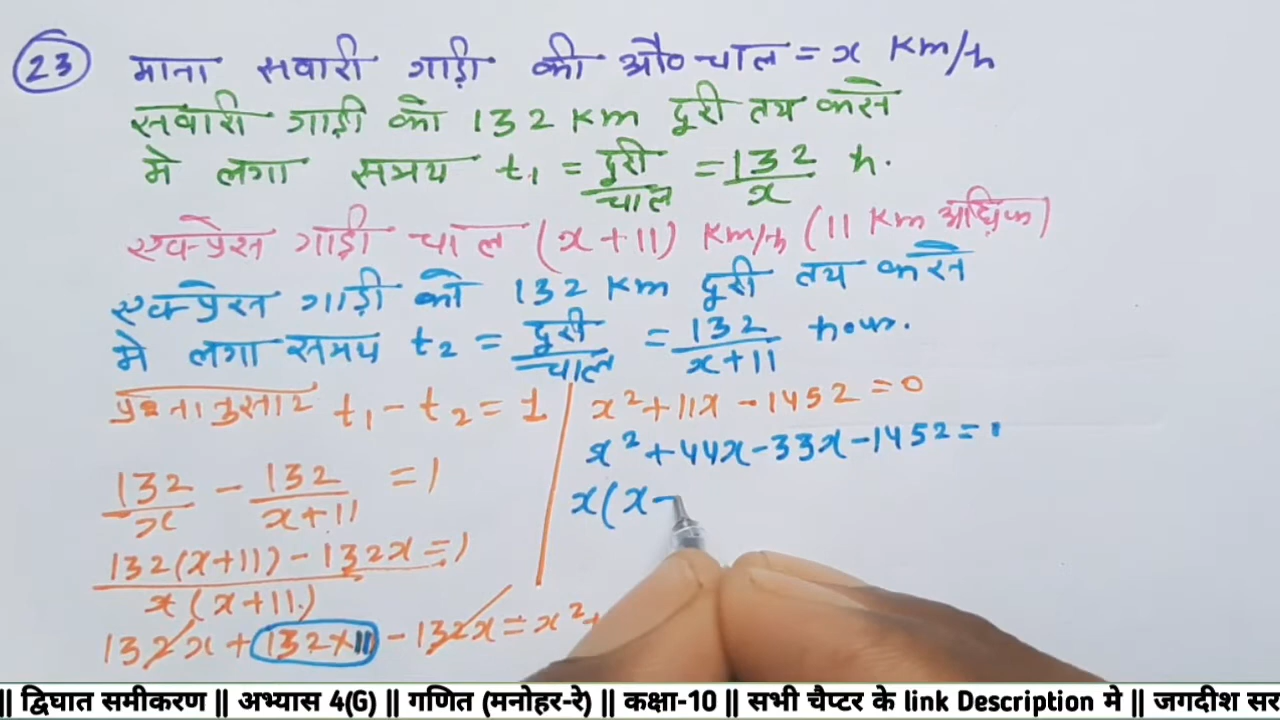 23 माना सवारी गाड़ी की औ० चाल = x Km/h
सवारी गाड़ी को 132 Km दूरी तय करने
मे लगा समय t₁ = दूरी/चाल = 132/x h.
एक्प्रेस गाड़ी चाल (x+11) Km/h (11 Km अधिक)
एक्प्रेस गाड़ी को 132 Km दूरी तय करने
मे लगा समय t₂ = दूरी/चाल = 132/x+11 hour.
प्रश्नानुसार t₁ - t₂ = 1
132/x - 132/x+11 = 1
132(x+11) - 132x/x(x+11) = 1
132x + 132×11 - 132x = x²+
x² + 11x - 1452 = 0
x² + 44x - 33x - 1452 = 0
x(x
|| द्विघात समीकरण || अभ्यास 4(G) || गणित (मनोहर-रे) || कक्षा-10 || सभी चैप्टर के link Description मे || जगदीश सर